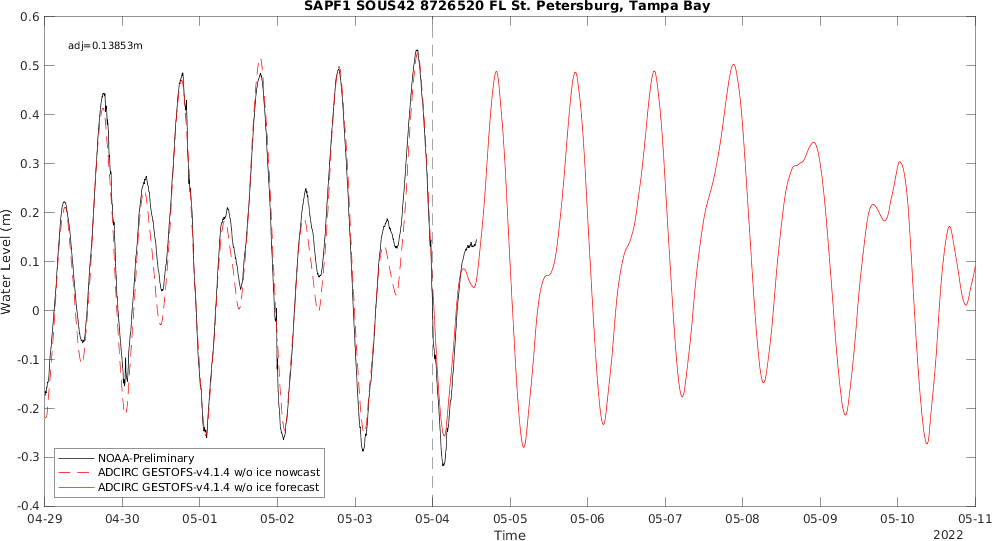 SAPF1 SOUS42 8726520 FL St. Petersburg, Tampa Bay
adj=0.13853m
0.6
0.5
0.4
0.3
0.2
0.1
0
-0.1
-0.2
-0.3
-0.4
Water Level (m)
NOAA-Preliminary
ADCIRC GESTOFS-v4.1.4 w/o ice nowcast
ADCIRC GESTOFS-v4.1.4 w/o ice forecast
04-29 04-30 05-01 05-02 05-03 05-04 05-05 05-06 05-07 05-08 05-09 05-10 05-11
Time
2022